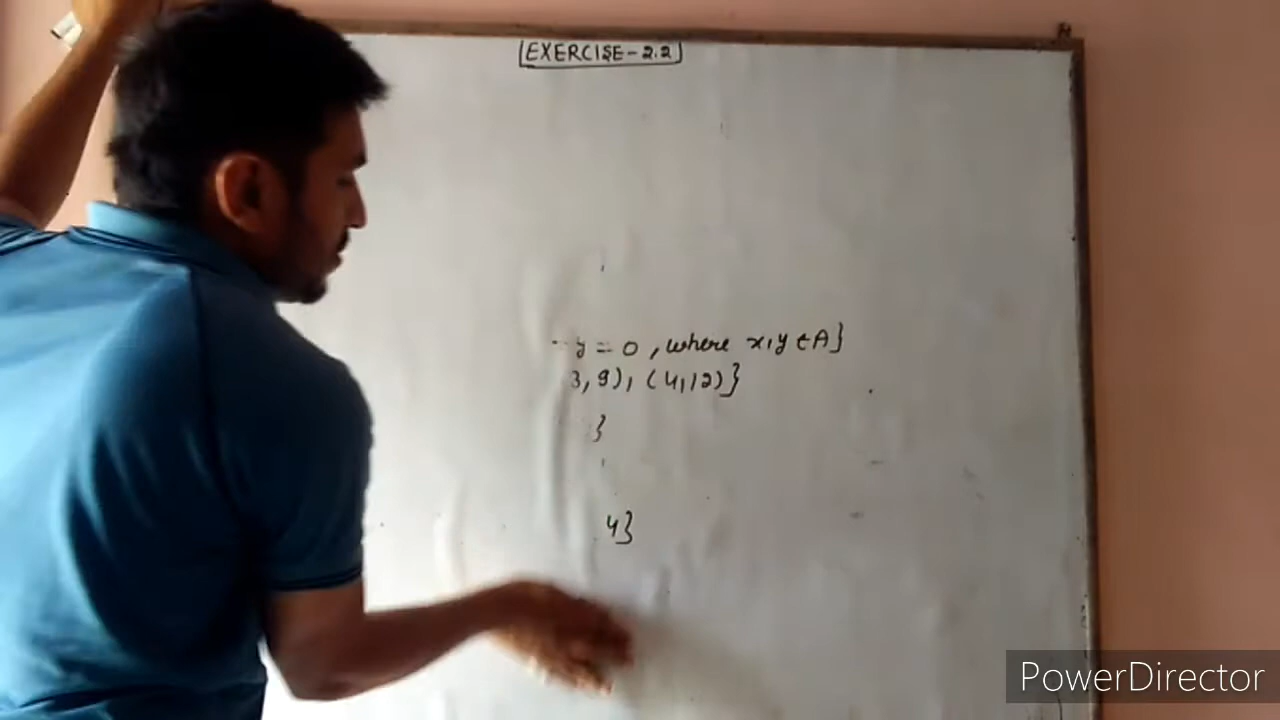 EXERCISE-2.2
y = 0, where x,y ∈ A}
3,9), (4,12)}
}
4}
PowerDirector